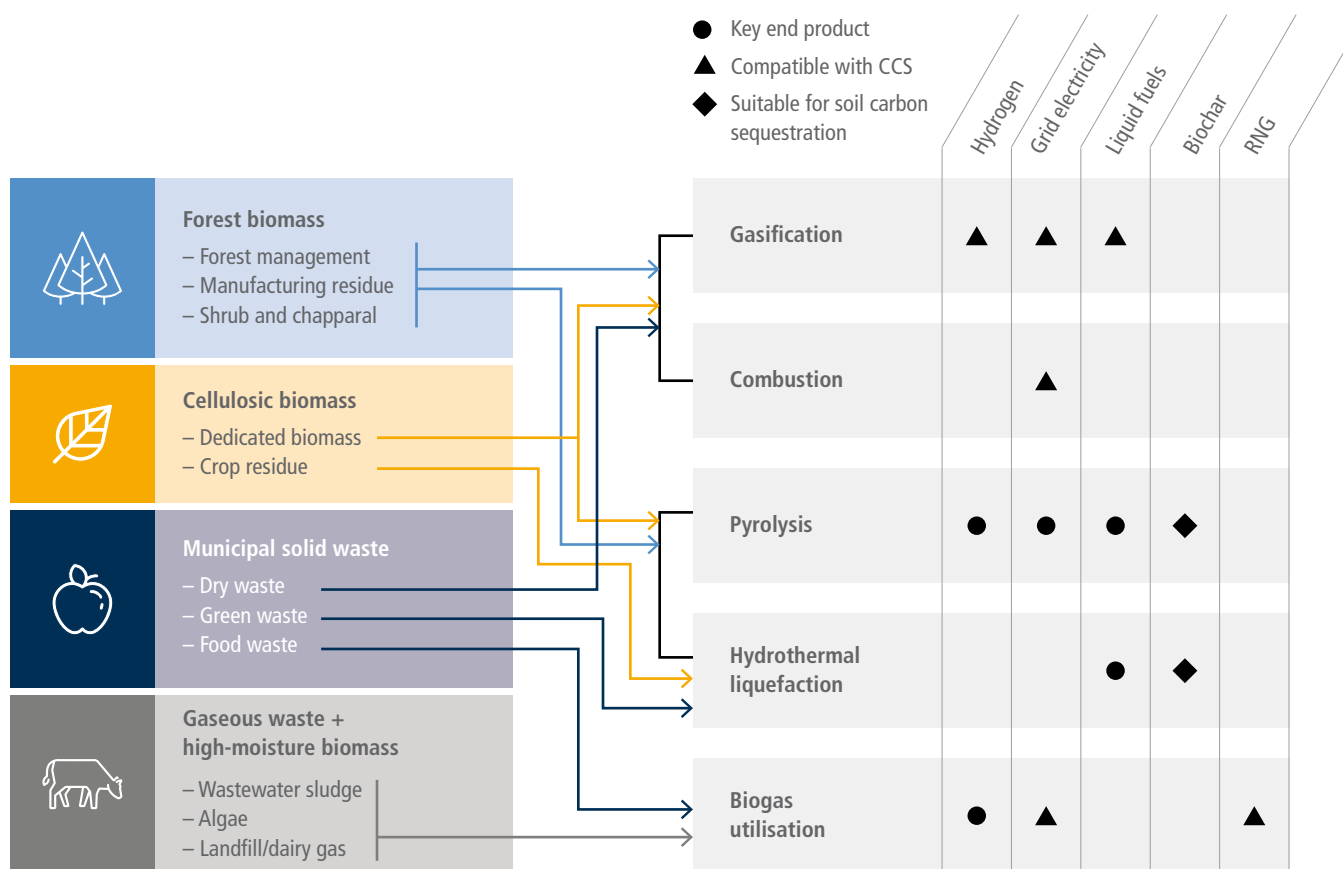 Key end product
Compatible with CCS
Suitable for soil carbon
sequestration
Hydrogen
Grid electricity
Liquid fuels
Biochar
RNG
Forest biomass
– Forest management
– Manufacturing residue
– Shrub and chapparal
Cellulosic biomass
– Dedicated biomass
– Crop residue
Municipal solid waste
– Dry waste
– Green waste
– Food waste
Gaseous waste +
high-moisture biomass
– Wastewater sludge
– Algae
– Landfill/dairy gas
Gasification
Combustion
Pyrolysis
Hydrothermal
liquefaction
Biogas
utilisation